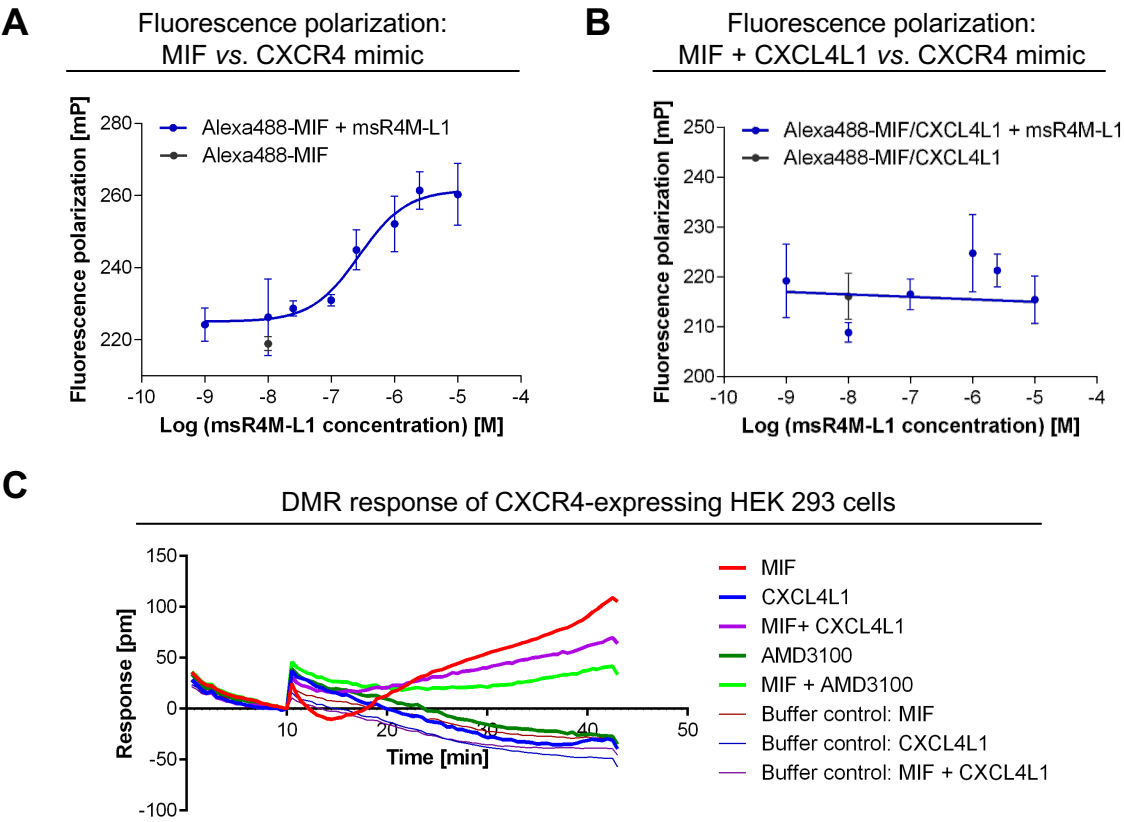 A
Fluorescence polarization:
MIF vs. CXCR4 mimic
Fluorescence polarization [mP]
280
260
240
220
Alexa488-MIF + msR4M-L1
Alexa488-MIF
-10
-9
-8
-7
-6
-5
-4
Log (msR4M-L1 concentration) [M]
B
Fluorescence polarization:
MIF + CXCL4L1 vs. CXCR4 mimic
Fluorescence polarization [mP]
250
240
230
220
210
200
Alexa488-MIF/CXCL4L1 + msR4M-L1
Alexa488-MIF/CXCL4L1
-10
-9
-8
-7
-6
-5
-4
Log (msR4M-L1 concentration) [M]
C
DMR response of CXCR4-expressing HEK 293 cells
Response [pm]
150
100
50
0
-50
-100
10
20
30
40
50
Time [min]
MIF
CXCL4L1
MIF+ CXCL4L1
AMD3100
MIF + AMD3100
Buffer control: MIF
Buffer control: CXCL4L1
Buffer control: MIF + CXCL4L1